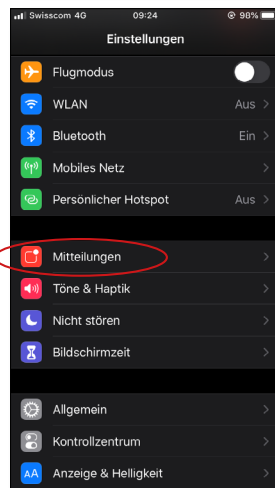 Swisscom 4G 09:24 98%
Einstellungen
Flugmodus
WLAN Aus
Bluetooth Ein
Mobiles Netz
Persönlicher Hotspot Aus
Mitteilungen
Töne & Haptik
Nicht stören
Bildschirmzeit
Allgemein
Kontrollzentrum
AA Anzeige & Helligkeit